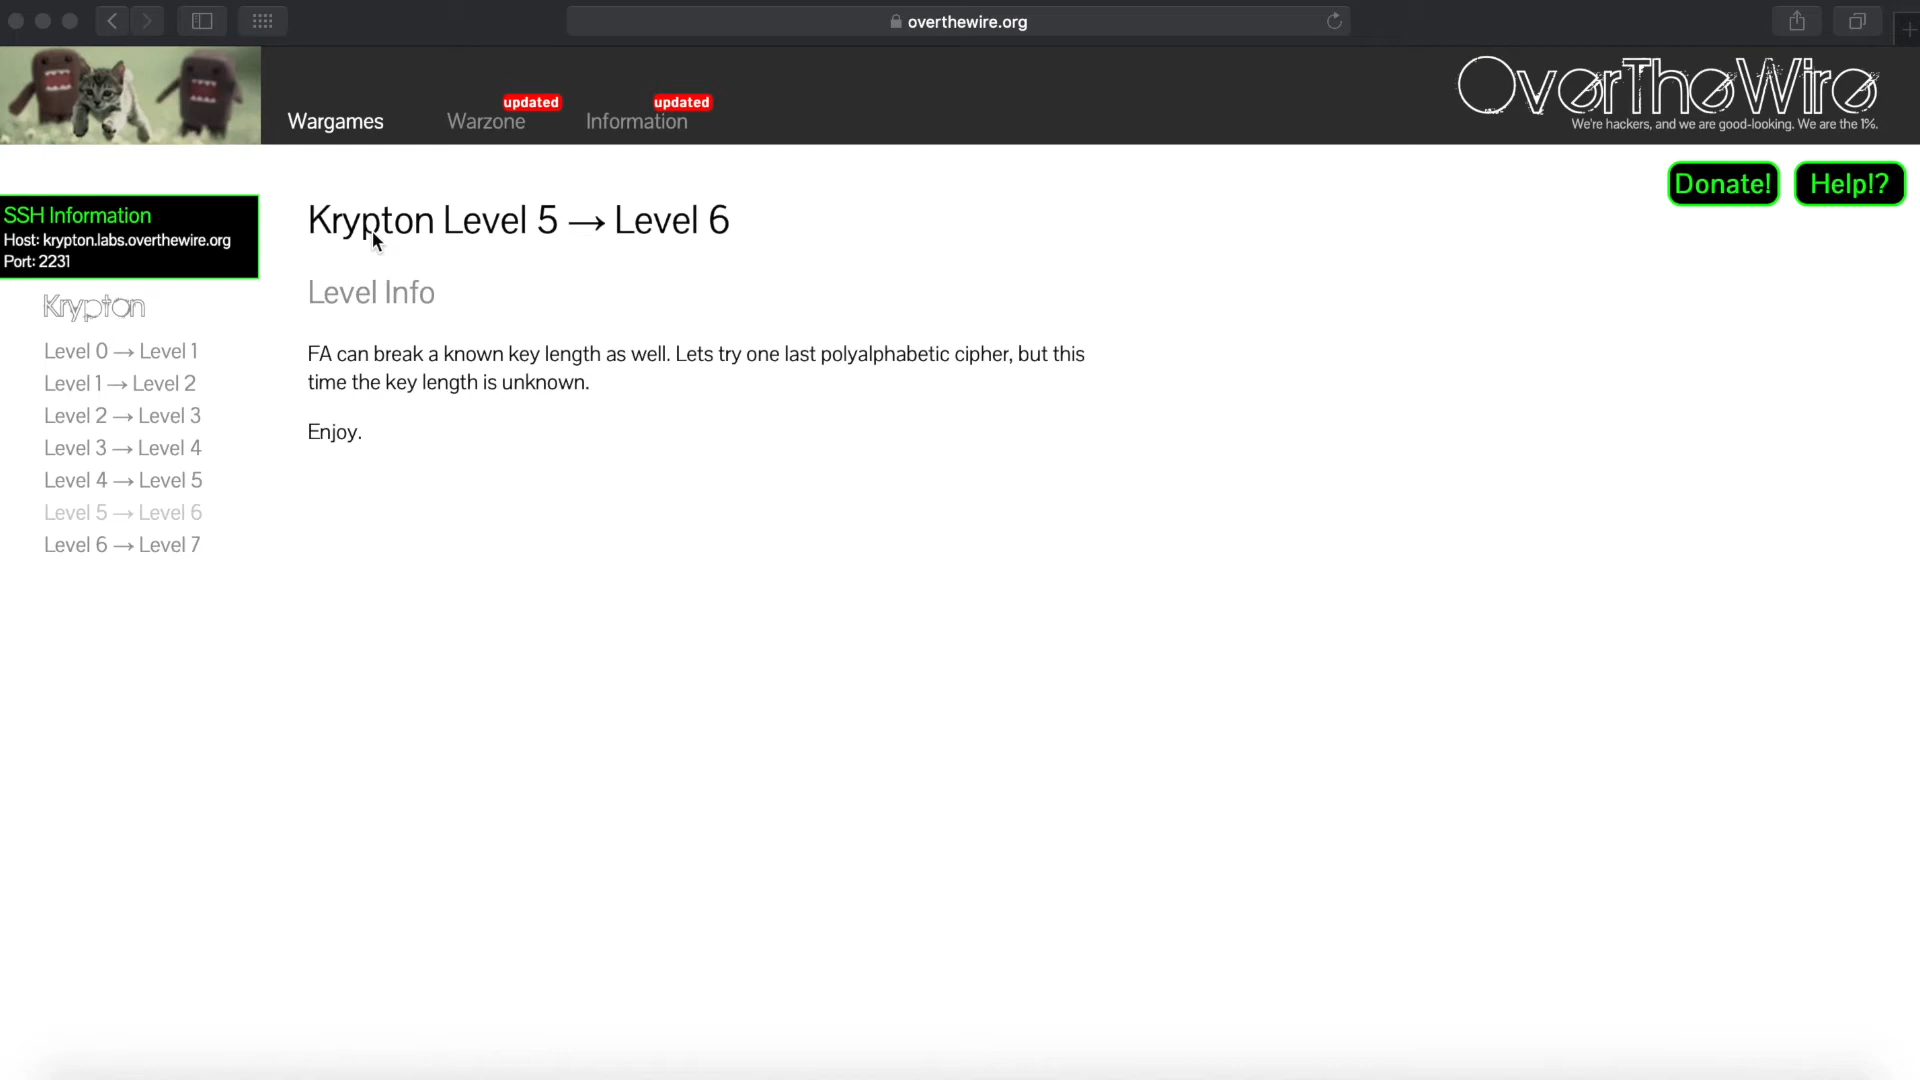 overthewire.org
Wargames
Warzone
updated
Information
updated
OverTheWire
We're hackers, and we are good-looking. We are the 1%.
Donate!
Help!?
SSH Information
Host: krypton.labs.overthewire.org
Port: 2231
Krypton
Level 0 → Level 1
Level 1 → Level 2
Level 2 → Level 3
Level 3 → Level 4
Level 4 → Level 5
Level 5 → Level 6
Level 6 → Level 7
Krypton Level 5 → Level 6
Level Info
FA can break a known key length as well. Lets try one last polyalphabetic cipher, but this
time the key length is unknown.
Enjoy.